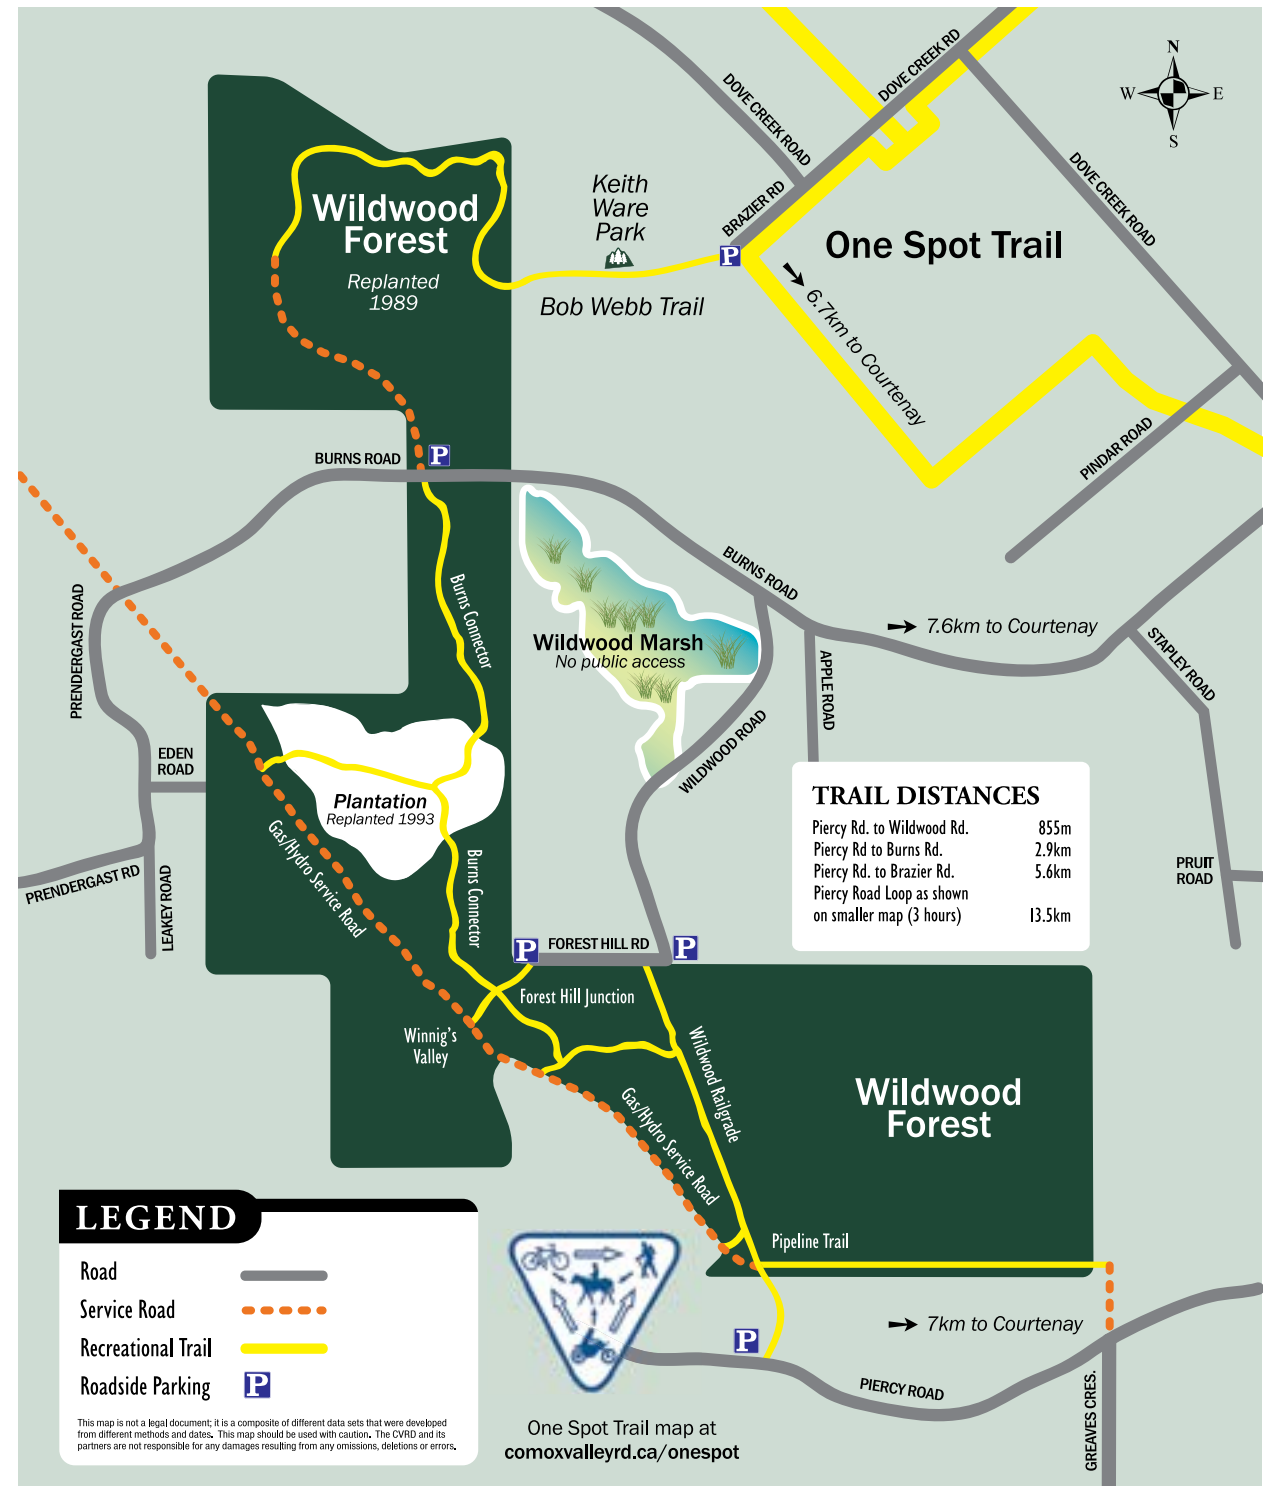 N
W
E
S
DOVE CREEK RD
DOVE CREEK ROAD
DOVE CREEK ROAD
BRAZIER RD
Keith
Ware
Park
P
One Spot Trail
Bob Webb Trail
6.7km to Courtenay
Wildwood
Forest
Replanted
1989
PINDAR ROAD
BURNS ROAD
P
BURNS ROAD
Burns Connector
Wildwood Marsh
No public access
7.6km to Courtenay
STAPLEY ROAD
APPLE ROAD
WILDWOOD ROAD
PRENDERGAST ROAD
EDEN
ROAD
Plantation
Replanted 1993
TRAIL DISTANCES
Piercy Rd. to Wildwood Rd. 855m
Piercy Rd to Burns Rd. 2.9km
Piercy Rd. to Brazier Rd. 5.6km
Piercy Road Loop as shown
on smaller map (3 hours) 13.5km
PRUIT
ROAD
PRENDERGAST RD
LEAKEY ROAD
Gas/Hydro Service Road
Burns Connector
P
FOREST HILL RD
P
Forest Hill Junction
Winnig's
Valley
Wildwood Railgrade
Gas/Hydro Service Road
Wildwood
Forest
Pipeline Trail
7km to Courtenay
P
PIERCY ROAD
GREAVES CRES.
LEGEND
Road
Service Road
Recreational Trail
Roadside Parking P
This map is not a legal document; it is a composite of different data sets that were developed
from different methods and dates. This map should be used with caution. The CVRD and its
partners are not responsible for any damages resulting from any omissions, deletions or errors.
One Spot Trail map at
comoxvalleyrd.ca/onespot